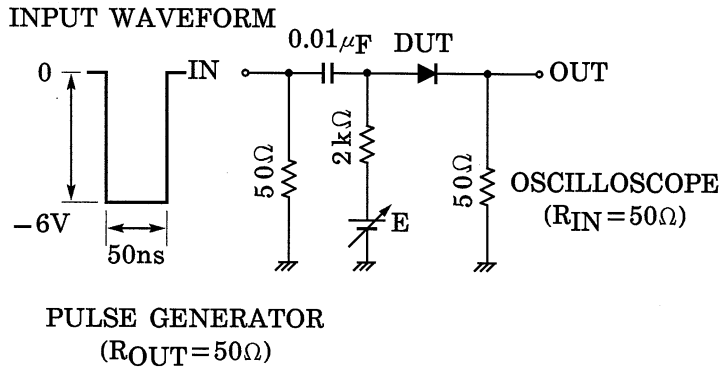 INPUT WAVEFORM
0.01μF DUT
0 IN OUT
50Ω
2kΩ
50Ω
E
OSCILLOSCOPE
(RIN=50Ω)
−6V
50ns
PULSE GENERATOR
(ROUT=50Ω)